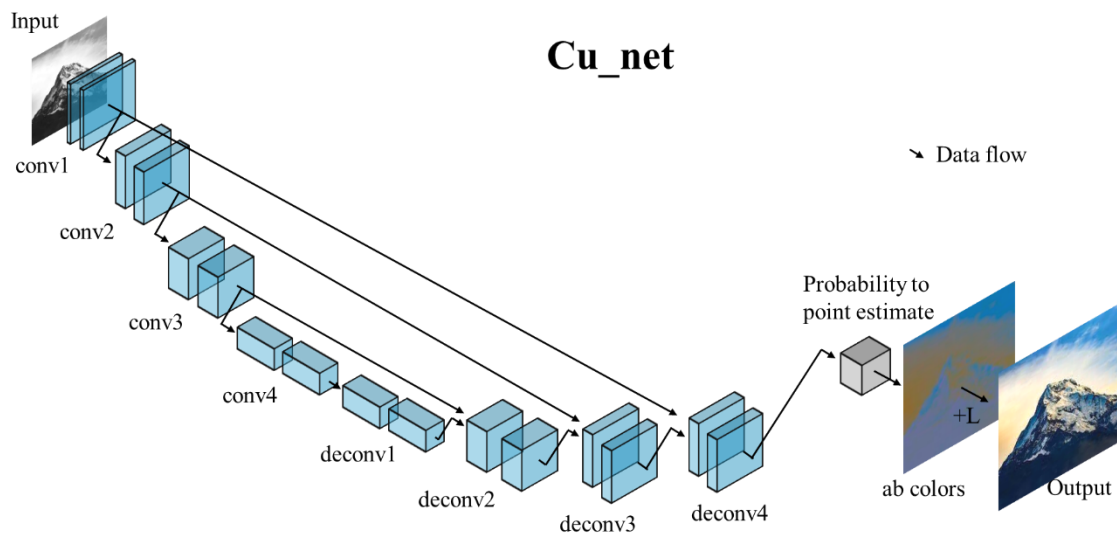 Input
Cu_net
conv1
Data flow
conv2
conv3
Probability to
point estimate
conv4
+L
deconv1
deconv2
deconv3
deconv4
ab colors
Output